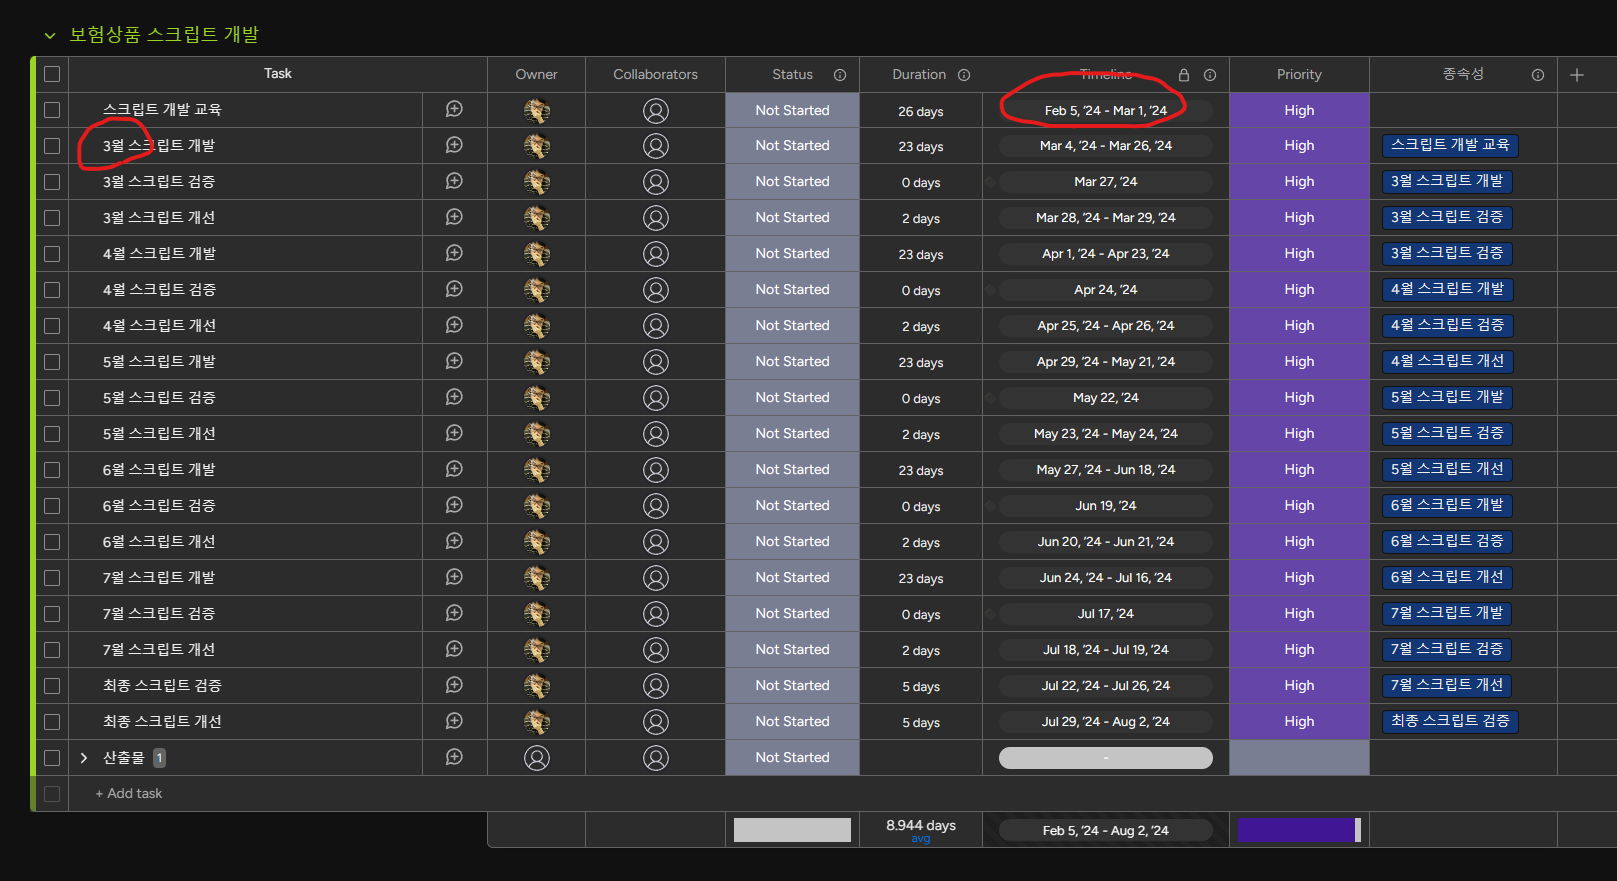 보험상품 스크립트 개발
Task Owner Collaborators Status Duration Timeline Priority 종속성
스크립트 개발 교육 Not Started 26 days Feb 5, '24 - Mar 1, '24 High
3월 스크립트 개발 Not Started 23 days Mar 4, '24 - Mar 26, '24 High 스크립트 개발 교육
3월 스크립트 검증 Not Started 0 days Mar 27, '24 High 3월 스크립트 개발
3월 스크립트 개선 Not Started 2 days Mar 28, '24 - Mar 29, '24 High 3월 스크립트 검증
4월 스크립트 개발 Not Started 23 days Apr 1, '24 - Apr 23, '24 High 3월 스크립트 검증
4월 스크립트 검증 Not Started 0 days Apr 24, '24 High 4월 스크립트 개발
4월 스크립트 개선 Not Started 2 days Apr 25, '24 - Apr 26, '24 High 4월 스크립트 검증
5월 스크립트 개발 Not Started 23 days Apr 29, '24 - May 21, '24 High 4월 스크립트 개선
5월 스크립트 검증 Not Started 0 days May 22, '24 High 5월 스크립트 개발
5월 스크립트 개선 Not Started 2 days May 23, '24 - May 24, '24 High 5월 스크립트 검증
6월 스크립트 개발 Not Started 23 days May 27, '24 - Jun 18, '24 High 5월 스크립트 개선
6월 스크립트 검증 Not Started 0 days Jun 19, '24 High 6월 스크립트 개발
6월 스크립트 개선 Not Started 2 days Jun 20, '24 - Jun 21, '24 High 6월 스크립트 검증
7월 스크립트 개발 Not Started 23 days Jun 24, '24 - Jul 16, '24 High 6월 스크립트 개선
7월 스크립트 검증 Not Started 0 days Jul 17, '24 High 7월 스크립트 개발
7월 스크립트 개선 Not Started 2 days Jul 18, '24 - Jul 19, '24 High 7월 스크립트 검증
최종 스크립트 검증 Not Started 5 days Jul 22, '24 - Jul 26, '24 High 7월 스크립트 개선
최종 스크립트 개선 Not Started 5 days Jul 29, '24 - Aug 2, '24 High 최종 스크립트 검증
산출물 1 Not Started -
+ Add task
8.944 days Feb 5, '24 - Aug 2, '24
avg